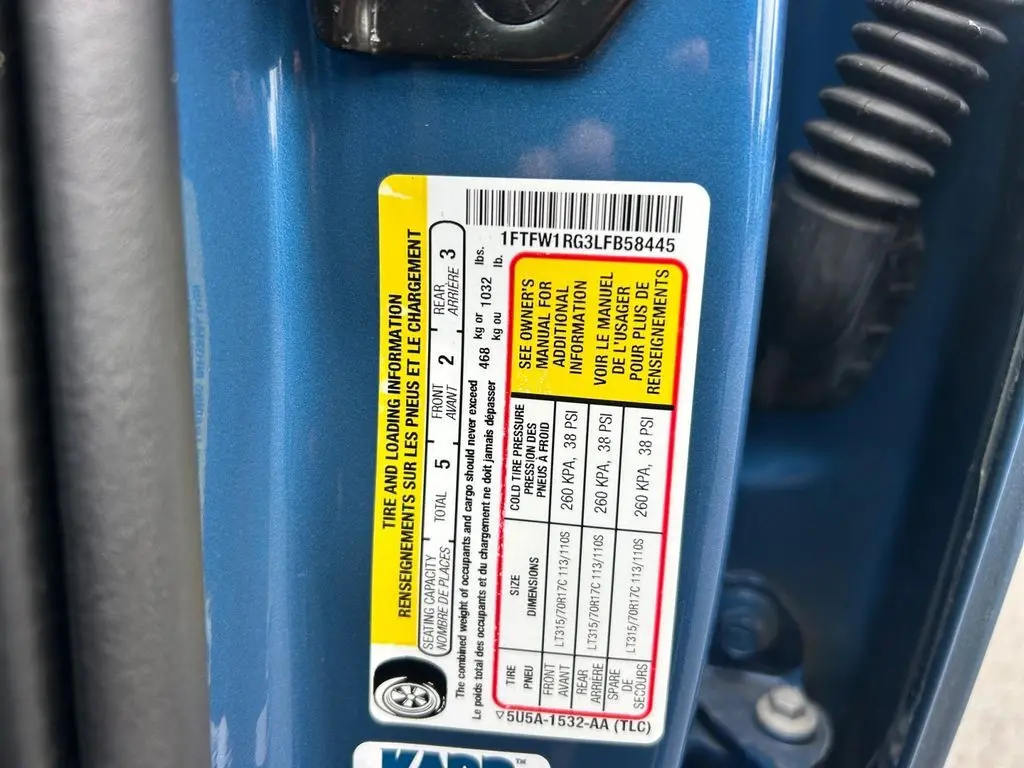 1FTFW1RG3LFB58445
TIRE AND LOADING INFORMATION
RENSEIGNEMENTS SUR LES PNEUS ET LE CHARGEMENT
SEATING CAPACITY TOTAL 5 FRONT 2 REAR 3
NOMBRE DE PLACES AVANT ARRIÈRE
The combined weight of occupants and cargo should never exceed 468 kg or 1032 lbs.
Le poids total des occupants et du chargement ne doit jamais dépasser kg ou lb.
TIRE SIZE COLD TIRE PRESSURE
PNEU DIMENSIONS PRESSION DES
PNEUS À FROID
FRONT LT315/70R17C 113/110S 260 KPA, 38 PSI
AVANT
REAR LT315/70R17C 113/110S 260 KPA, 38 PSI
ARRIÈRE
SPARE LT315/70R17C 113/110S 260 KPA, 38 PSI
DE
SECOURS
SEE OWNER'S
MANUAL FOR
ADDITIONAL
INFORMATION
VOIR LE MANUEL
DE L'USAGER
POUR PLUS DE
RENSEIGNEMENTS
5U5A-1532-AA (TLC)